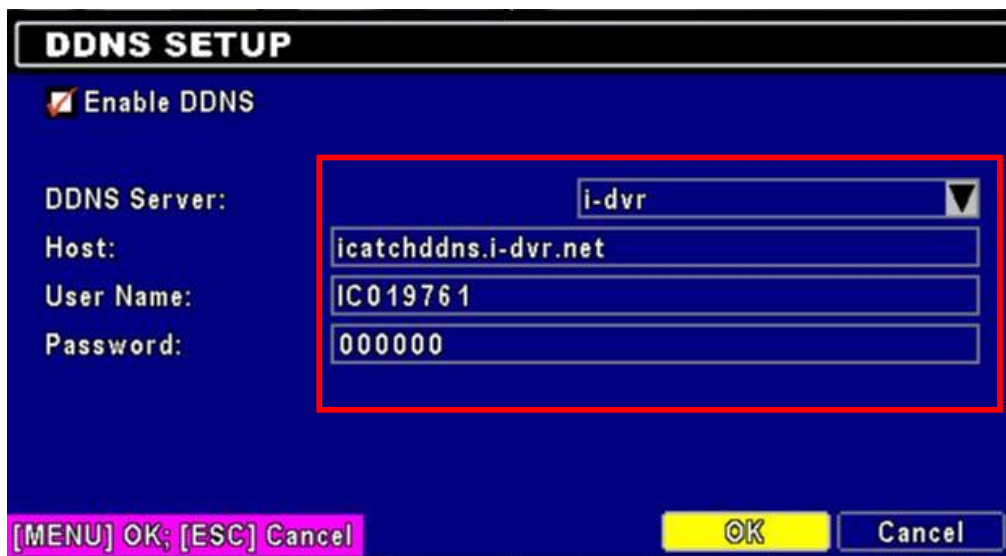 DDNS SETUP
Enable DDNS
DDNS Server: i-dvr
Host: icatchddns.i-dvr.net
User Name: IC019761
Password: 000000
[MENU] OK; [ESC] Cancel OK Cancel